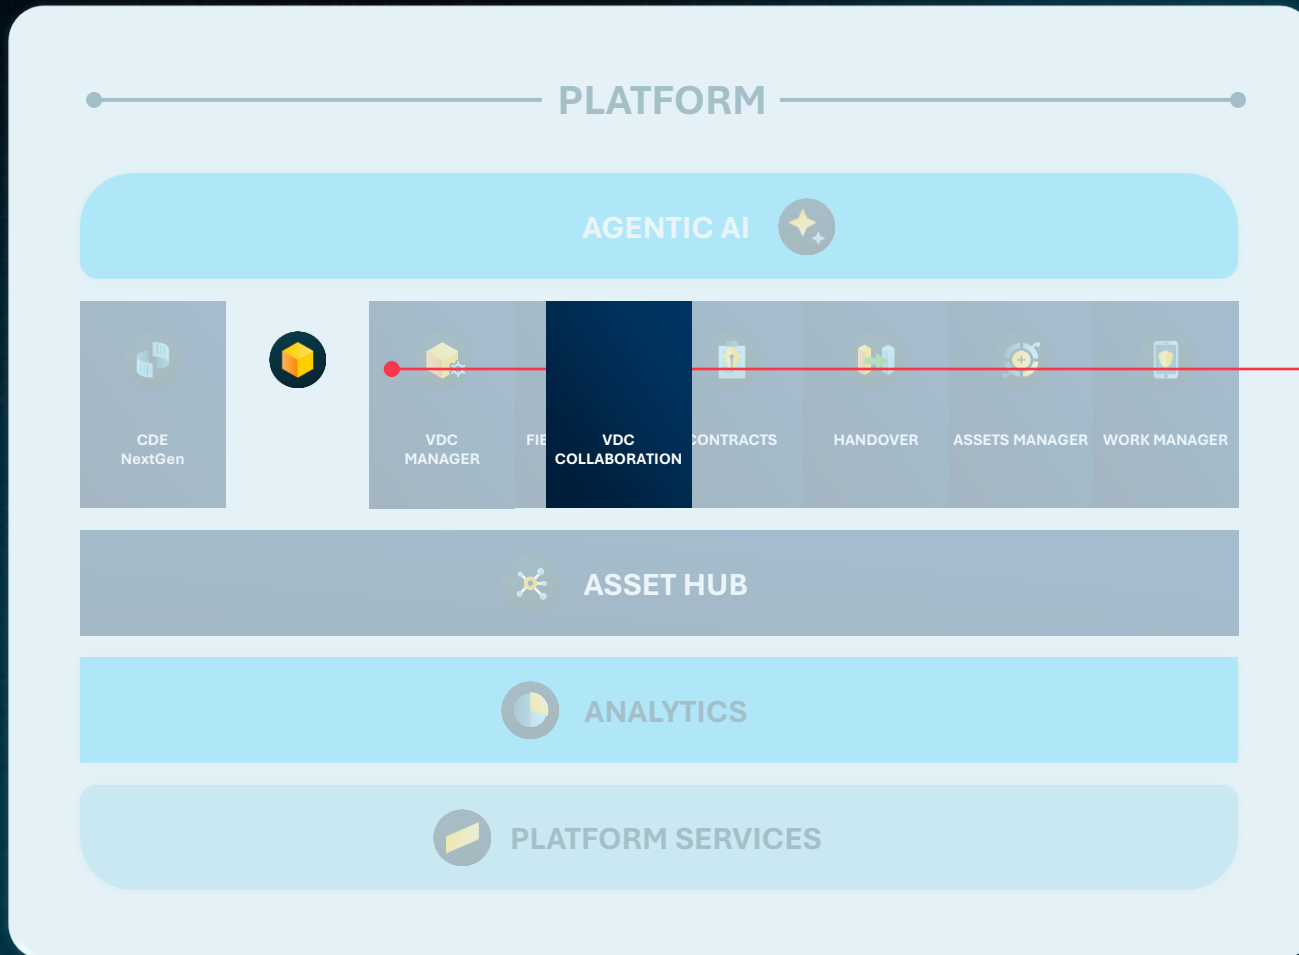 PLATFORM
AGENTIC AI
CDE
NextGen
VDC
MANAGER
VDC
COLLABORATION
CONTRACTS
HANDOVER
ASSETS MANAGER
WORK MANAGER
ASSET HUB
ANALYTICS
PLATFORM SERVICES